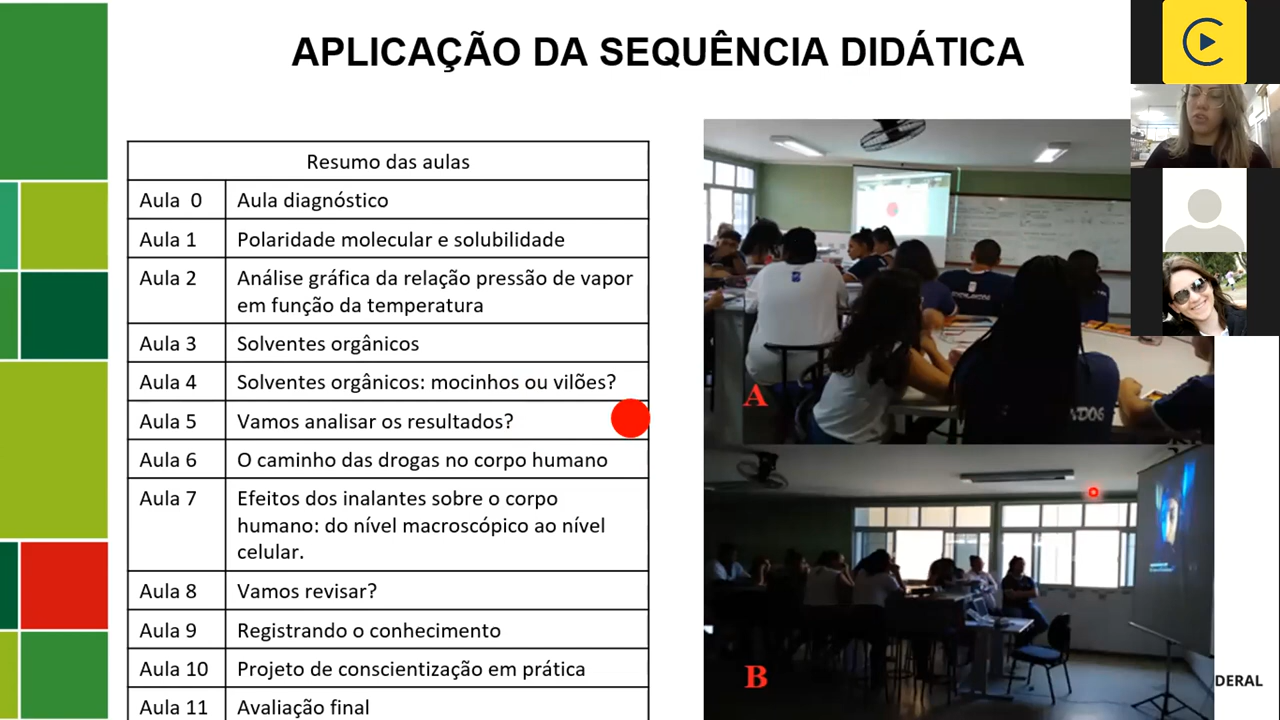 APLICAÇÃO DA SEQUÊNCIA DIDÁTICA
Resumo das aulas
Aula 0 Aula diagnóstico
Aula 1 Polaridade molecular e solubilidade
Aula 2 Análise gráfica da relação pressão de vapor
em função da temperatura
Aula 3 Solventes orgânicos
Aula 4 Solventes orgânicos: mocinhos ou vilões?
Aula 5 Vamos analisar os resultados?
Aula 6 O caminho das drogas no corpo humano
Aula 7 Efeitos dos inalantes sobre o corpo
humano: do nível macroscópico ao nível
celular.
Aula 8 Vamos revisar?
Aula 9 Registrando o conhecimento
Aula 10 Projeto de conscientização em prática
Aula 11 Avaliação final
A
B
DERAL